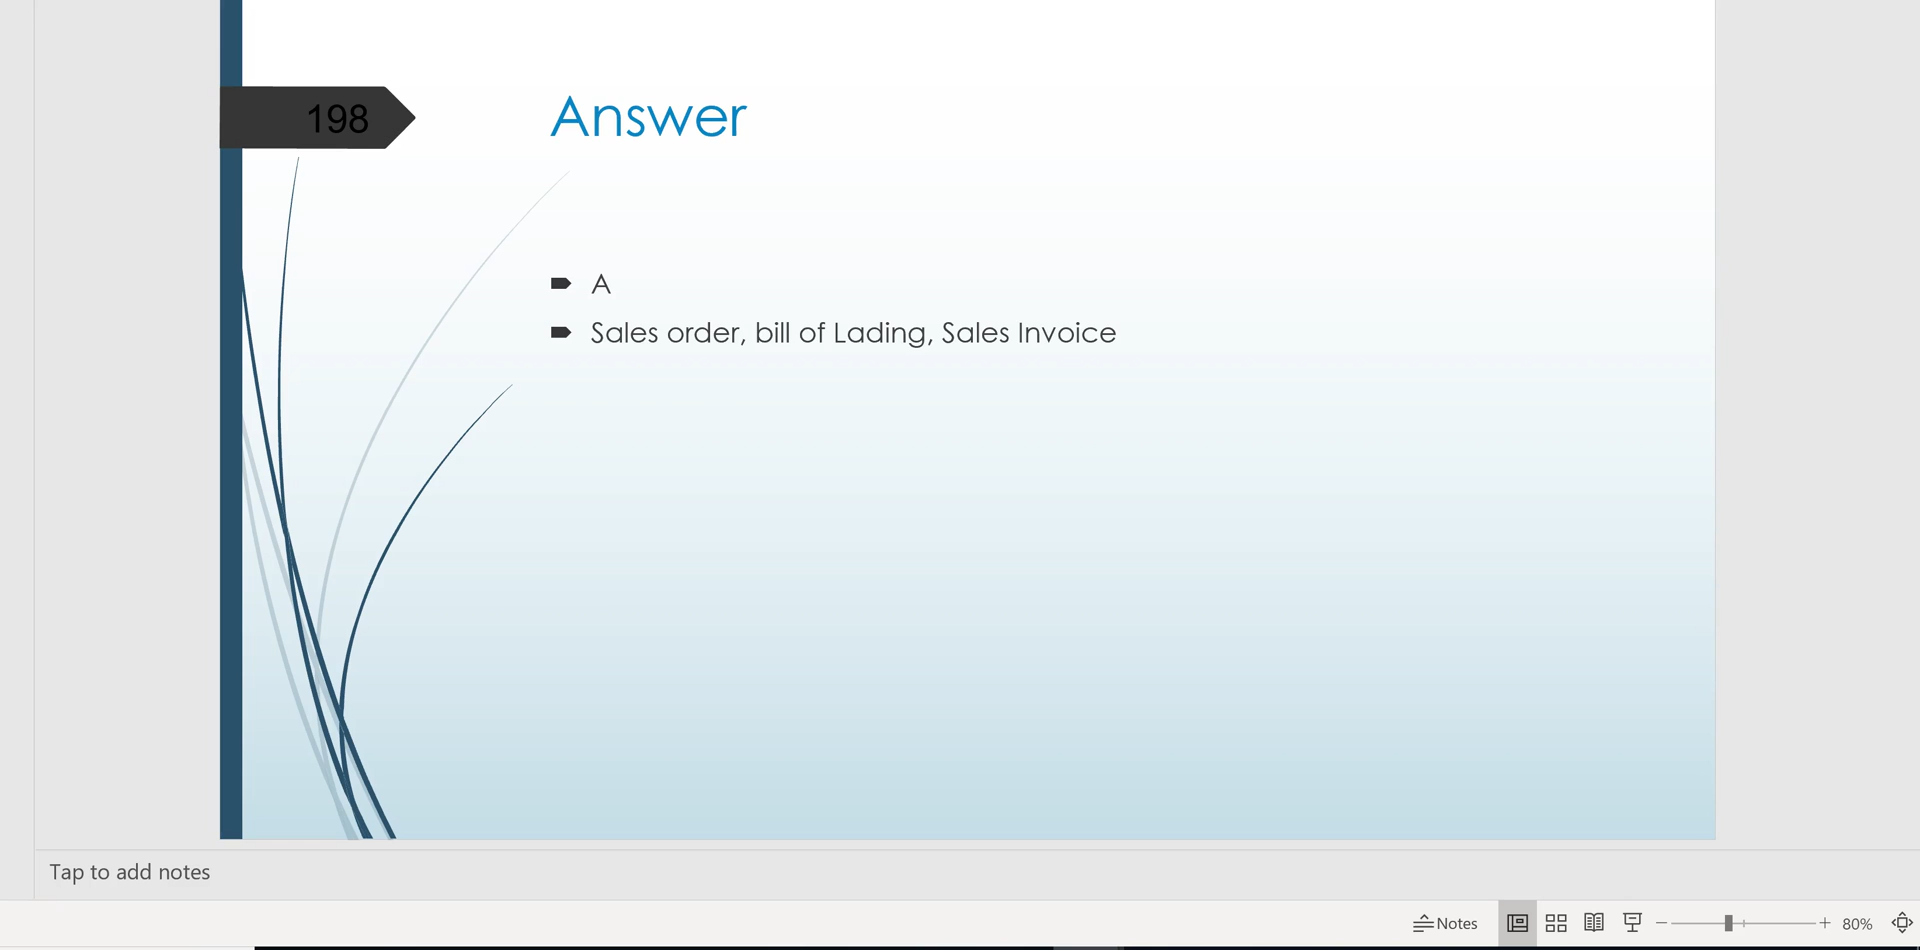 198
Answer
A
Sales order, bill of Lading, Sales Invoice
Tap to add notes
Notes
80%